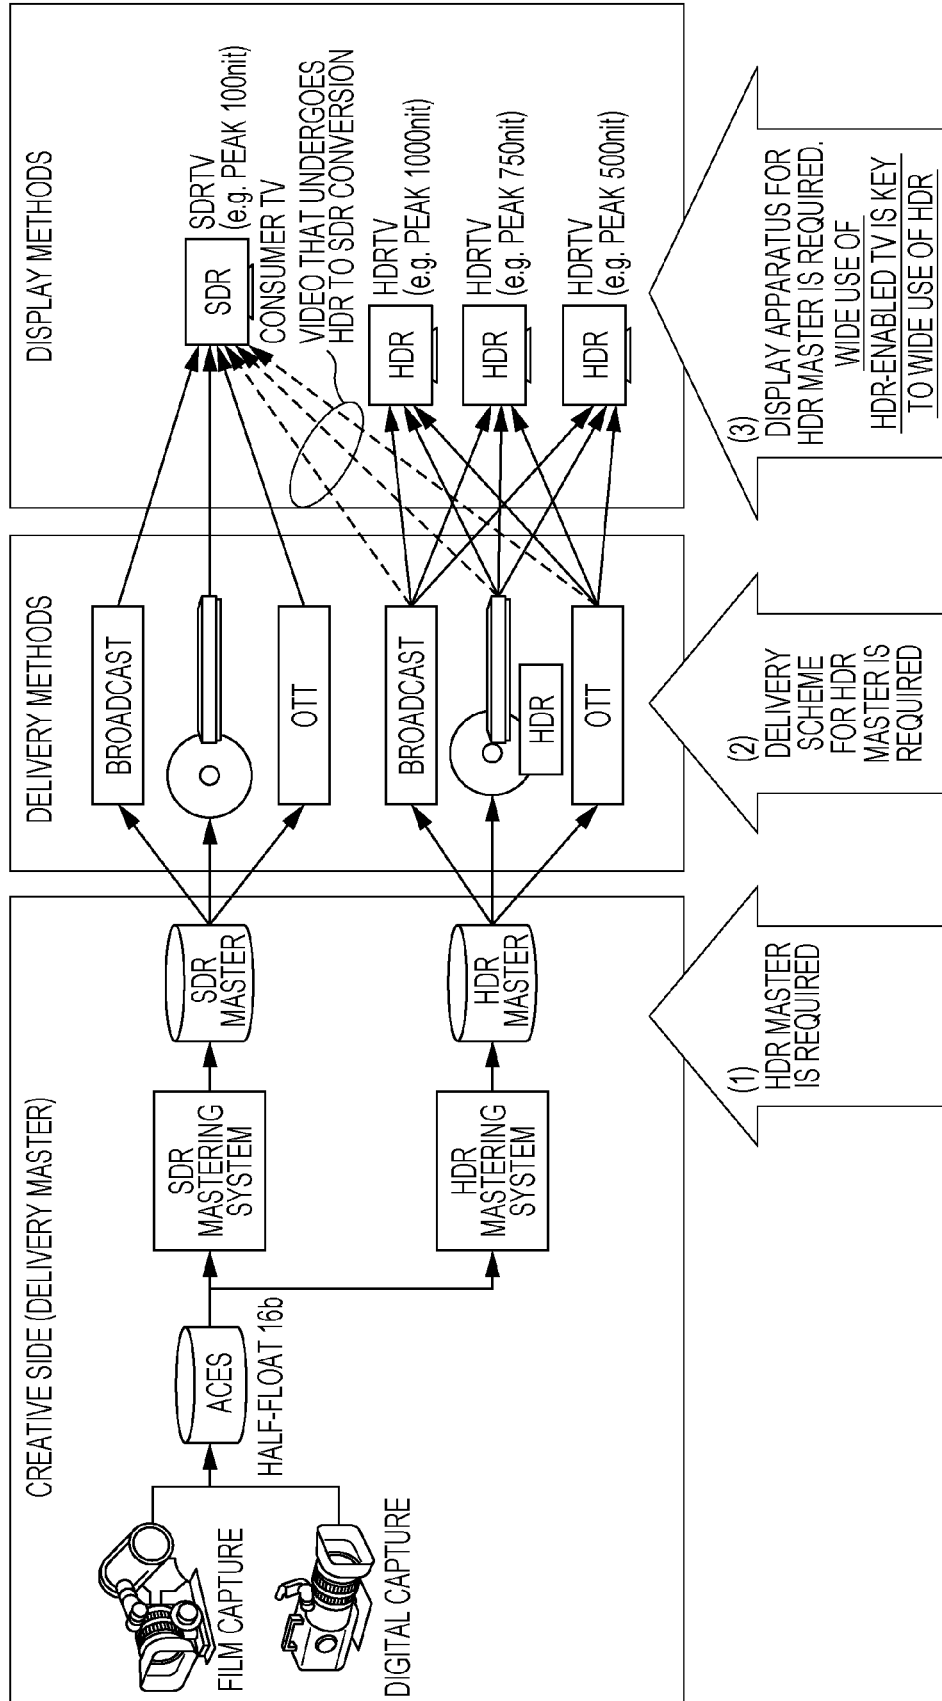 CREATIVE SIDE (DELIVERY MASTER)
FILM CAPTURE
DIGITAL CAPTURE
ACES
HALF-FLOAT 16b
SDR
MASTERING
SYSTEM
HDR
MASTERING
SYSTEM
SDR
MASTER
HDR
MASTER
DELIVERY METHODS
BROADCAST
OTT
BROADCAST
HDR
OTT
DISPLAY METHODS
SDR
SDRTV
(e.g. PEAK 100nit)
CONSUMER TV
VIDEO THAT UNDERGOES
HDR TO SDR CONVERSION
HDR
HDRTV
(e.g. PEAK 1000nit)
HDR
HDRTV
(e.g. PEAK 750nit)
HDR
HDRTV
(e.g. PEAK 500nit)
(1)
HDR MASTER
IS REQUIRED
(2)
DELIVERY
SCHEME
FOR HDR
MASTER IS
REQUIRED
(3)
DISPLAY APPARATUS FOR
HDR MASTER IS REQUIRED.
WIDE USE OF
HDR-ENABLED TV IS KEY
TO WIDE USE OF HDR